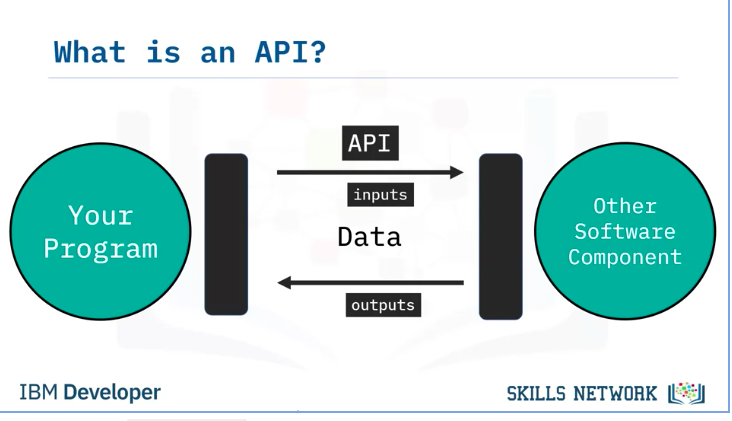 What is an API?
API
inputs
Your
Program
Data
Other
Software
Component
outputs
IBM Developer
SKILLS NETWORK